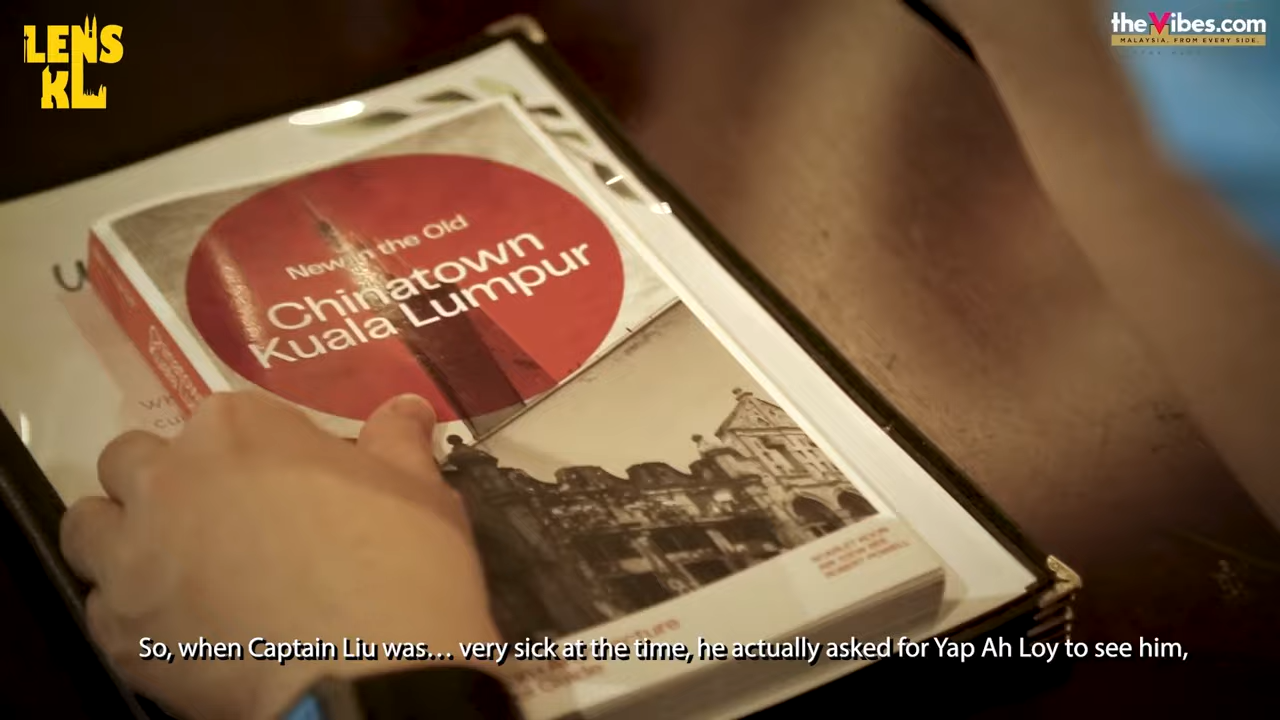 LENS
KL
theVibes.com
MALAYSIA. FROM EVERY SIDE.
New in the Old
Chinatown
Kuala Lumpur
So, when Captain Liu was... very sick at the time, he actually asked for Yap Ah Loy to see him,